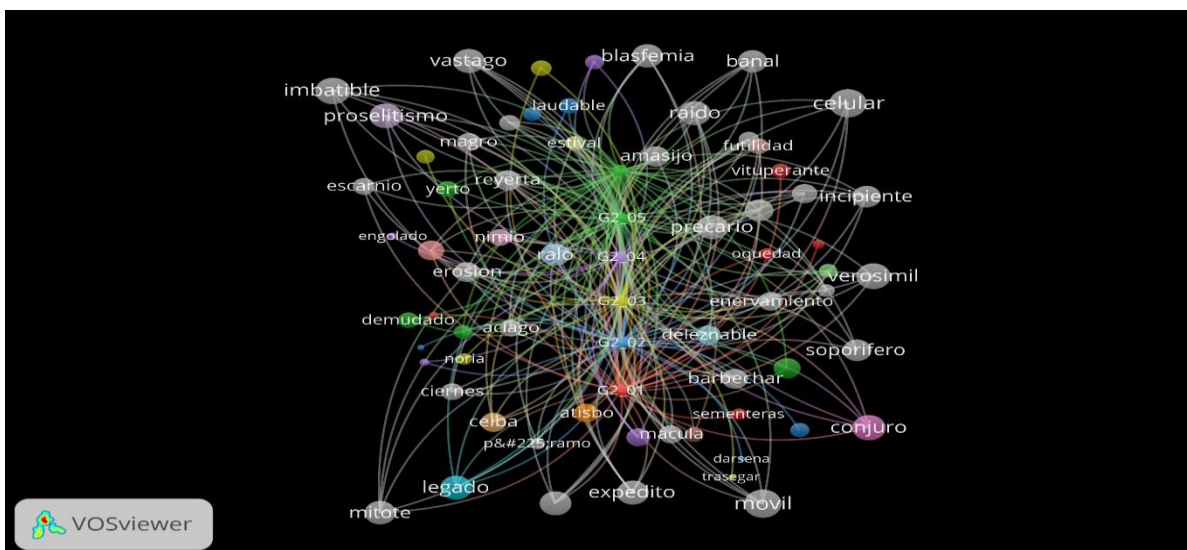 vastago
blasfemia
banal
imbatible
celular
proselitismo
laudable
raido
magro
estival
amasijo
futilidad
vituperante
escarnio
yerto
reyerta
incipiente
G2_05
precario
engolado
nimio
ralo
G2_04
oquedad
erosion
verosimil
G2_03
enervamiento
demudado
aciago
deleznable
G2_02
soporifero
noria
ciernes
barbechar
G2_01
ceiba
atisbo
sementeras
macula
conjuro
p&#225;ramo
darsena
trasegar
legado
expedito
movil
mitote
VOSviewer